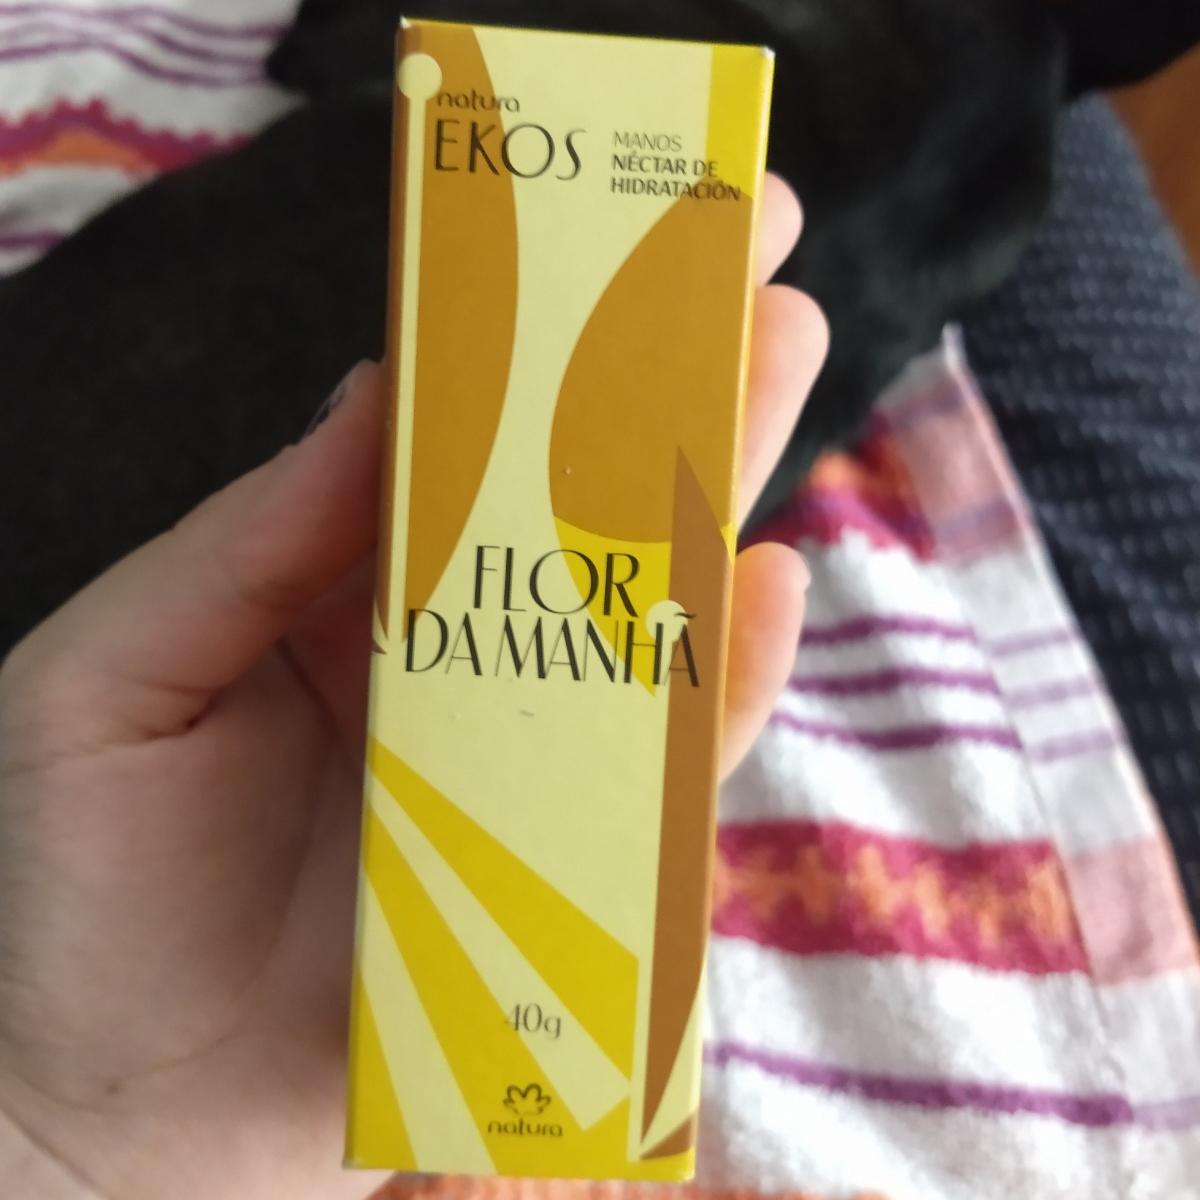 natura
EKOS
MANOS
NÉCTAR DE
HIDRATACIÓN
FLOR
DA MANHÃ
40g
natura